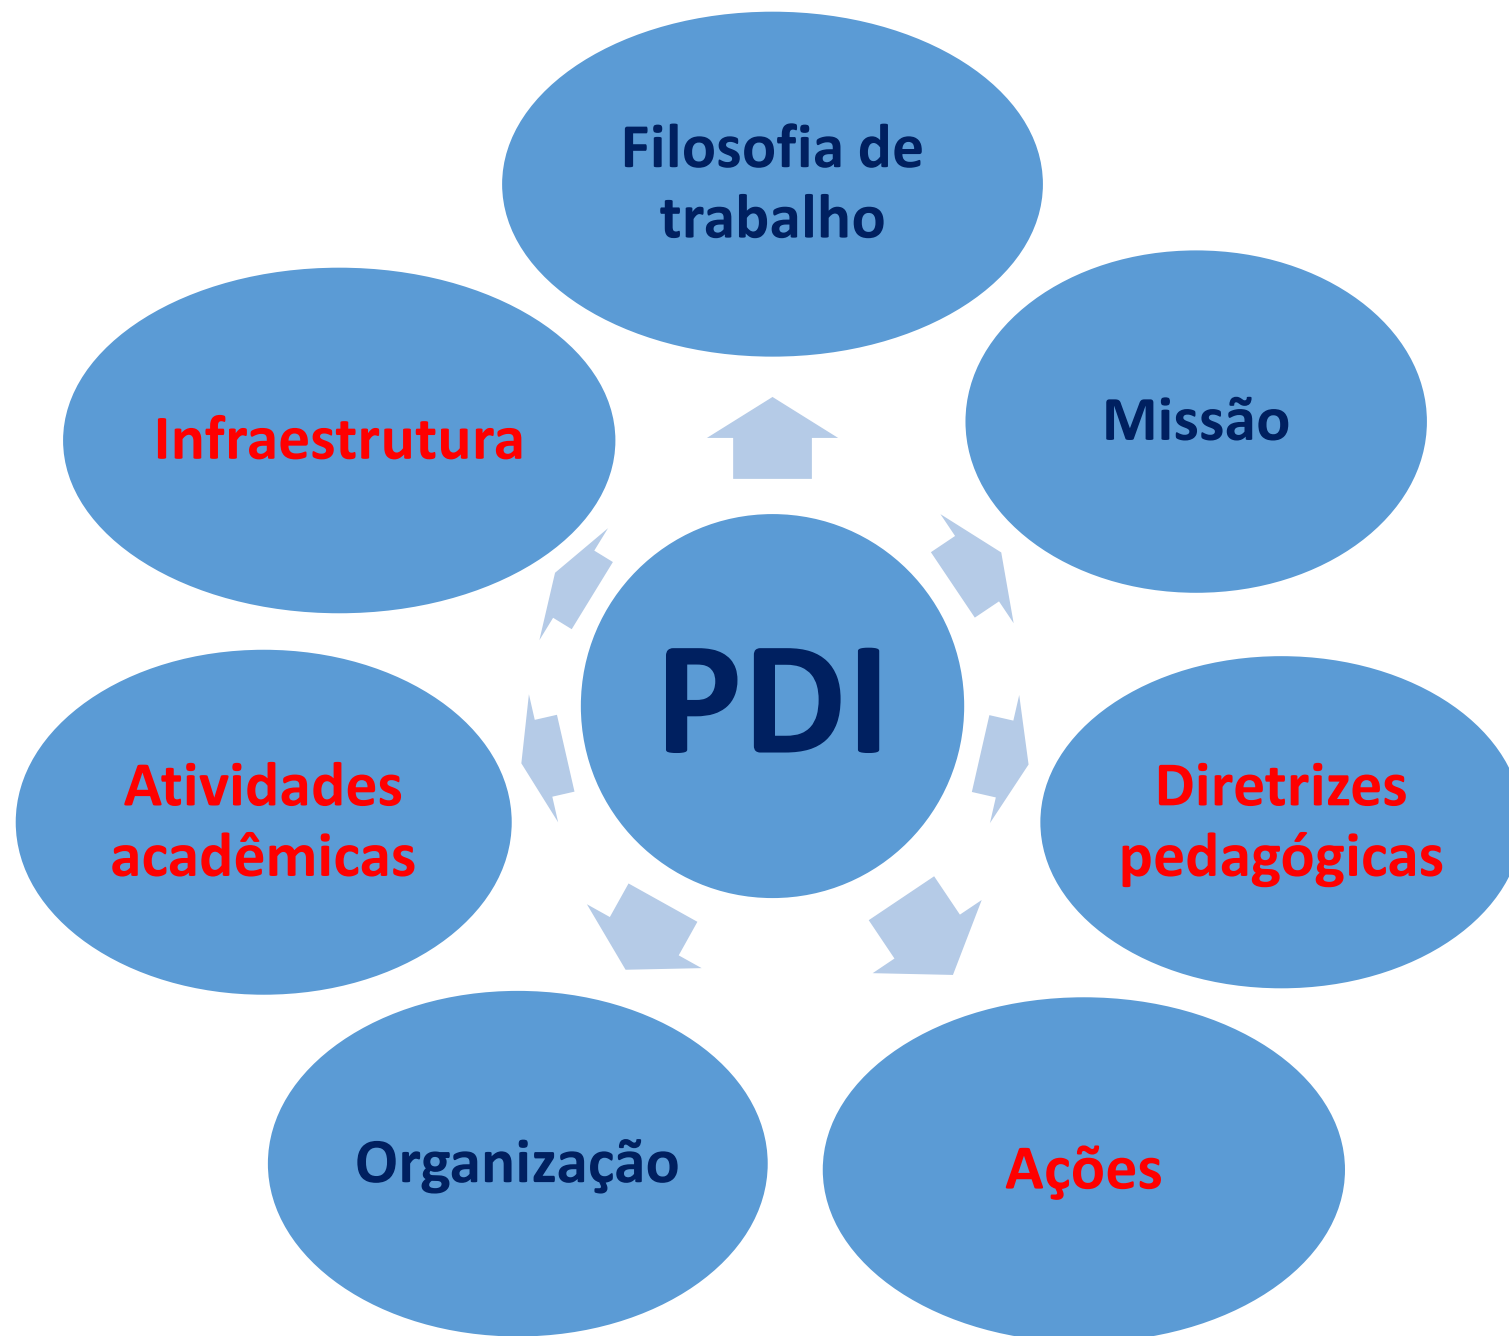 Filosofia de
trabalho
Missão
Infraestrutura
PDI
Diretrizes
pedagógicas
Atividades
acadêmicas
Ações
Organização